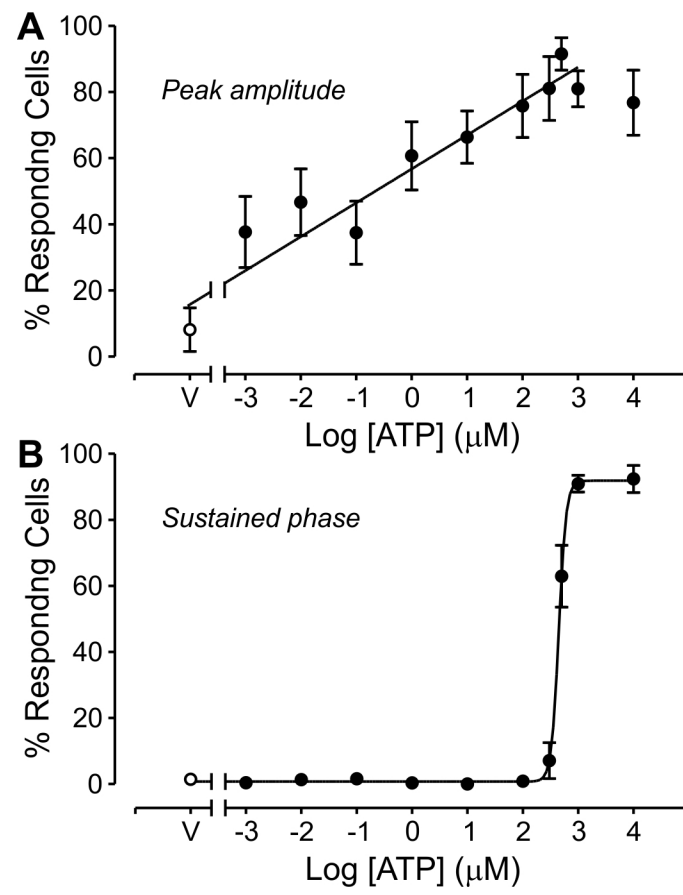 A
100
80
60
40
20
0
% Respondng Cells
Peak amplitude
V -3 -2 -1 0 1 2 3 4
Log [ATP] (μM)
B
100
80
60
40
20
0
% Respondng Cells
Sustained phase
V -3 -2 -1 0 1 2 3 4
Log [ATP] (μM)